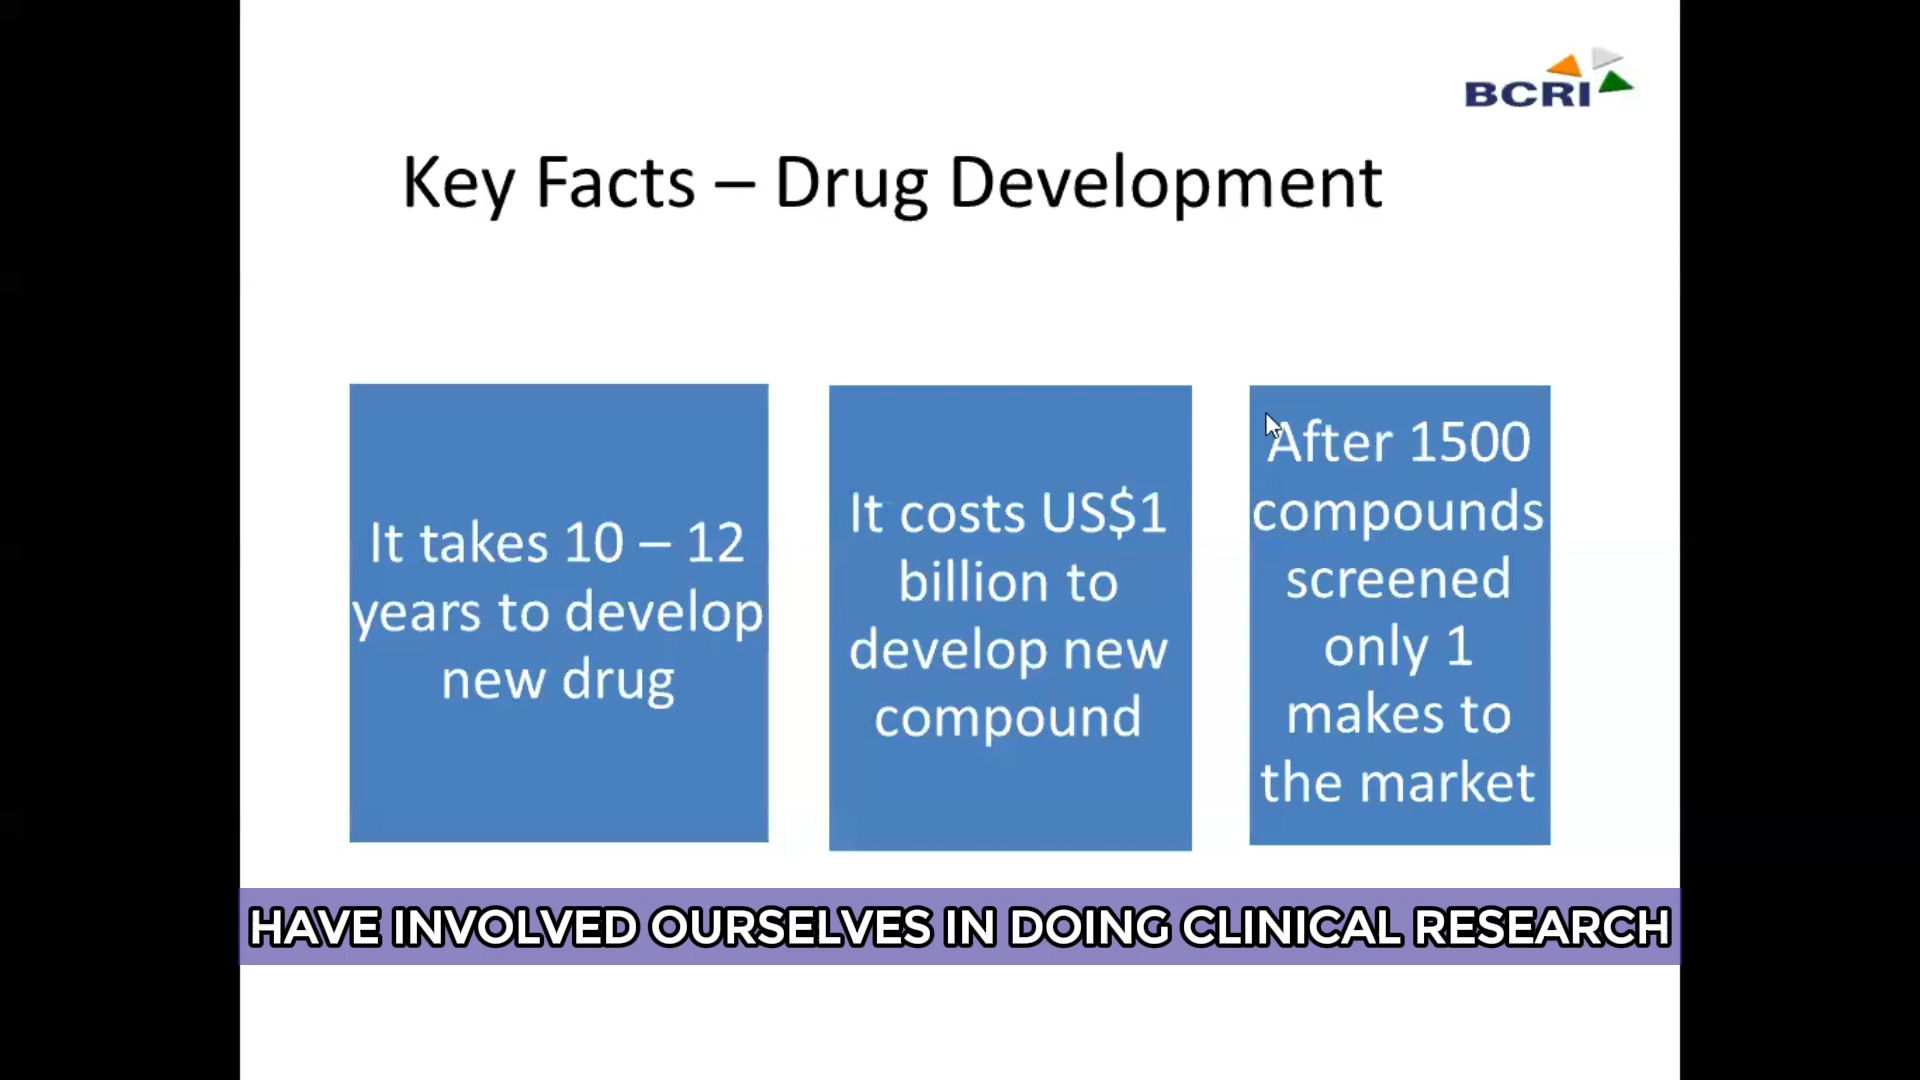 BCRI
Key Facts – Drug Development
It takes 10 – 12
years to develop
new drug
It costs US$1
billion to
develop new
compound
After 1500
compounds
screened
only 1
makes to
the market
HAVE INVOLVED OURSELVES IN DOING CLINICAL RESEARCH